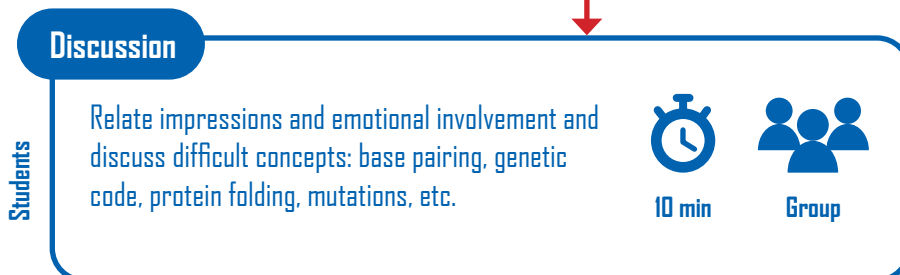 Discussion
Relate impressions and emotional involvement and
discuss difficult concepts: base pairing, genetic
code, protein folding, mutations, etc.
Students
10 min
Group